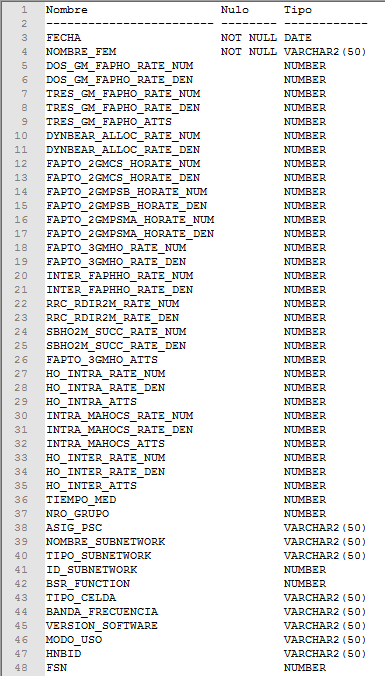 1 Nombre Nulo Tipo
2 ------------------------ -------- ------------
3 FECHA NOT NULL DATE
4 NOMBRE_FEM NOT NULL VARCHAR2(50)
5 DOS_GM_FAPHO_RATE_NUM NUMBER
6 DOS_GM_FAPHO_RATE_DEN NUMBER
7 TRES_GM_FAPHO_RATE_NUM NUMBER
8 TRES_GM_FAPHO_RATE_DEN NUMBER
9 TRES_GM_FAPHO_ATTS NUMBER
10 DYNBEAR_ALLOC_RATE_NUM NUMBER
11 DYNBEAR_ALLOC_RATE_DEN NUMBER
12 FAPTO_2GMCS_HORATE_NUM NUMBER
13 FAPTO_2GMCS_HORATE_DEN NUMBER
14 FAPTO_2GMPSB_HORATE_NUM NUMBER
15 FAPTO_2GMPSB_HORATE_DEN NUMBER
16 FAPTO_2GMPSMA_HORATE_NUM NUMBER
17 FAPTO_2GMPSMA_HORATE_DEN NUMBER
18 FAPTO_3GMHO_RATE_NUM NUMBER
19 FAPTO_3GMHO_RATE_DEN NUMBER
20 INTER_FAPHHO_RATE_NUM NUMBER
21 INTER_FAPHHO_RATE_DEN NUMBER
22 RRC_RDIR2M_RATE_NUM NUMBER
23 RRC_RDIR2M_RATE_DEN NUMBER
24 SBHO2M_SUCC_RATE_NUM NUMBER
25 SBHO2M_SUCC_RATE_DEN NUMBER
26 FAPTO_3GMHO_ATTS NUMBER
27 HO_INTRA_RATE_NUM NUMBER
28 HO_INTRA_RATE_DEN NUMBER
29 HO_INTRA_ATTS NUMBER
30 INTRA_MAHOCS_RATE_NUM NUMBER
31 INTRA_MAHOCS_RATE_DEN NUMBER
32 INTRA_MAHOCS_ATTS NUMBER
33 HO_INTER_RATE_NUM NUMBER
34 HO_INTER_RATE_DEN NUMBER
35 HO_INTER_ATTS NUMBER
36 TIEMPO_MED NUMBER
37 NRO_GRUPO NUMBER
38 ASIG_PSC VARCHAR2(50)
39 NOMBRE_SUBNETWORK VARCHAR2(50)
40 TIPO_SUBNETWORK VARCHAR2(50)
41 ID_SUBNETWORK NUMBER
42 BSR_FUNCTION NUMBER
43 TIPO_CELDA VARCHAR2(50)
44 BANDA_FRECUENCIA VARCHAR2(50)
45 VERSION_SOFTWARE VARCHAR2(50)
46 MODO_USO VARCHAR2(50)
47 HNBID VARCHAR2(50)
48 FSN NUMBER